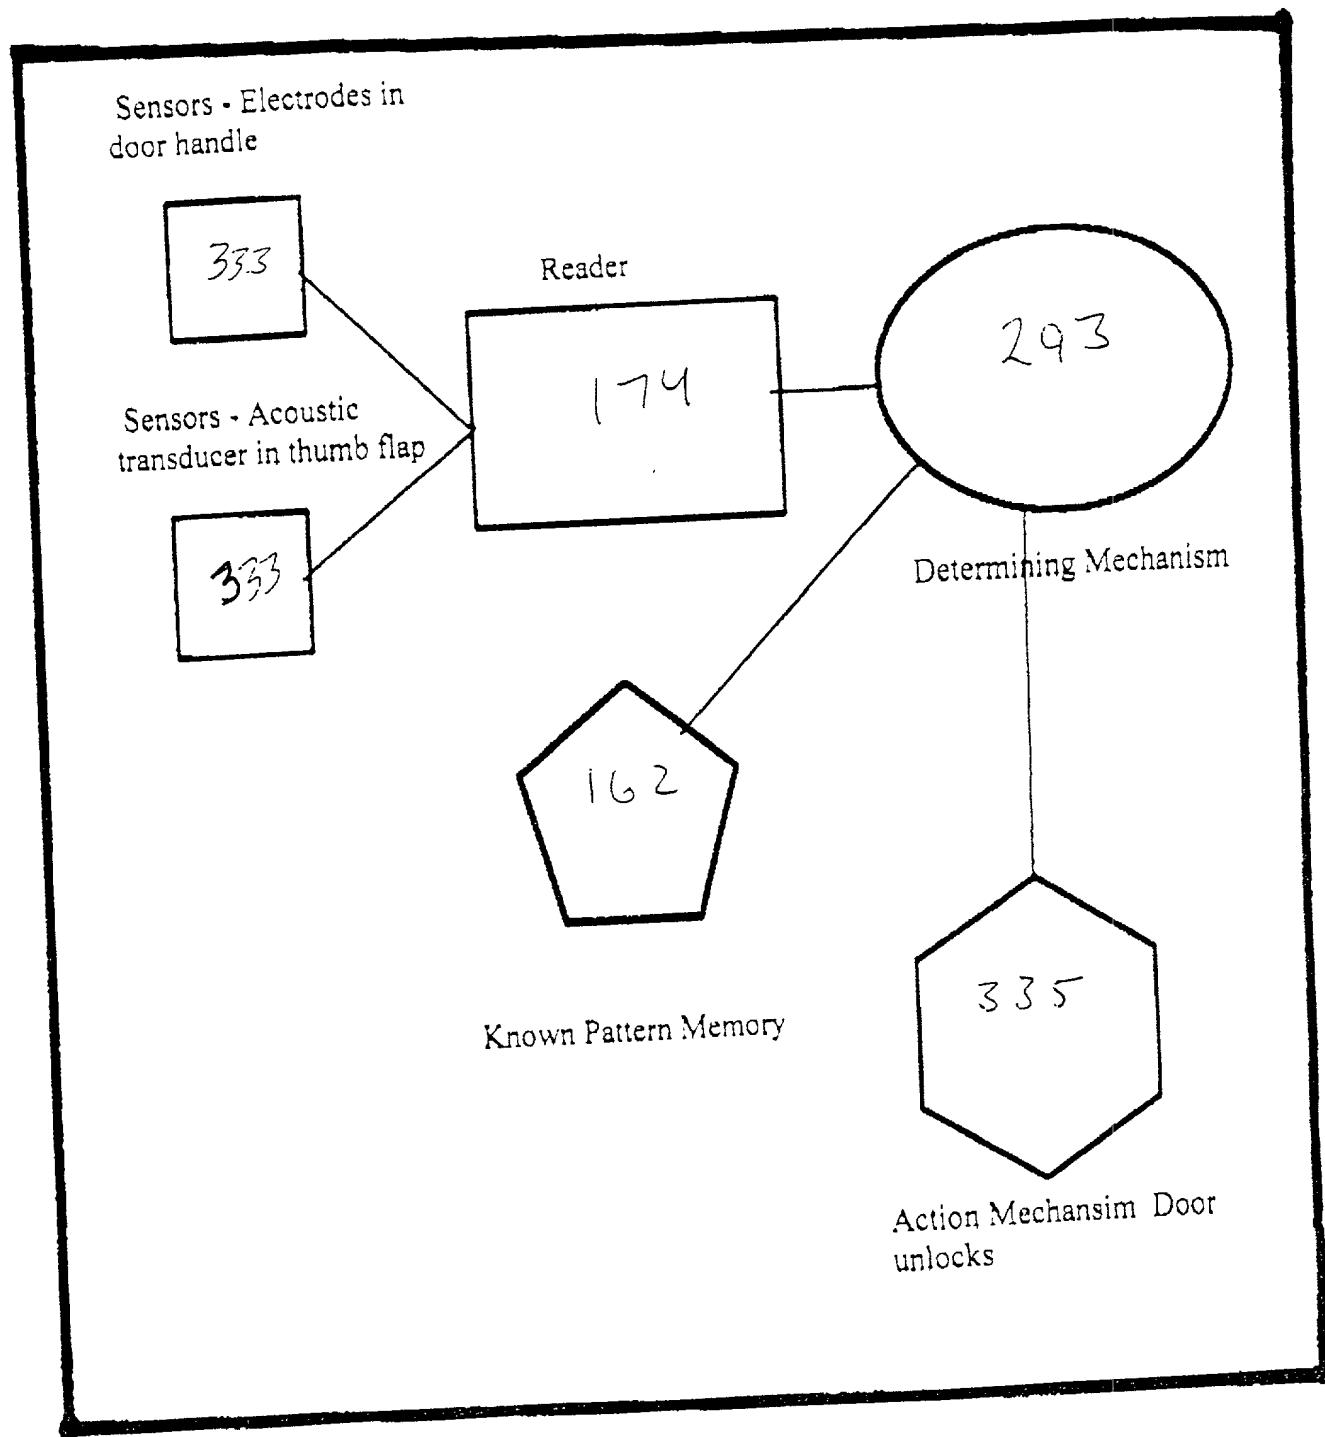 Sensors - Electrodes in
door handle
333
Reader
293
174
Sensors - Acoustic
transducer in thumb flap
333
Determining Mechanism
162
335
Known Pattern Memory
Action Mechansim Door
unlocks